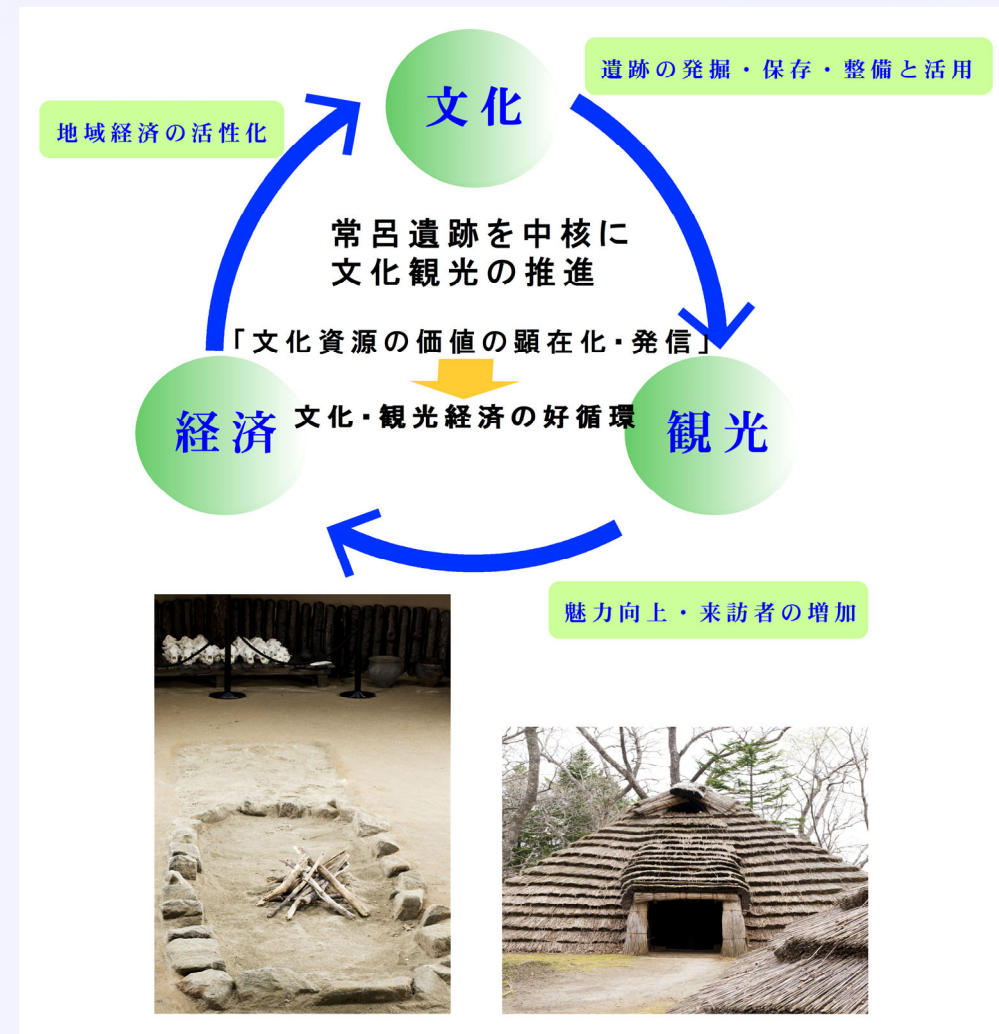 文化
遺跡の発掘・保存・整備と活用
地域経済の活性化
常呂遺跡を中核に
文化観光の推進
「文化資源の価値の顕在化・発信」
文化・観光経済の好循環
経済
観光
魅力向上・来訪者の増加